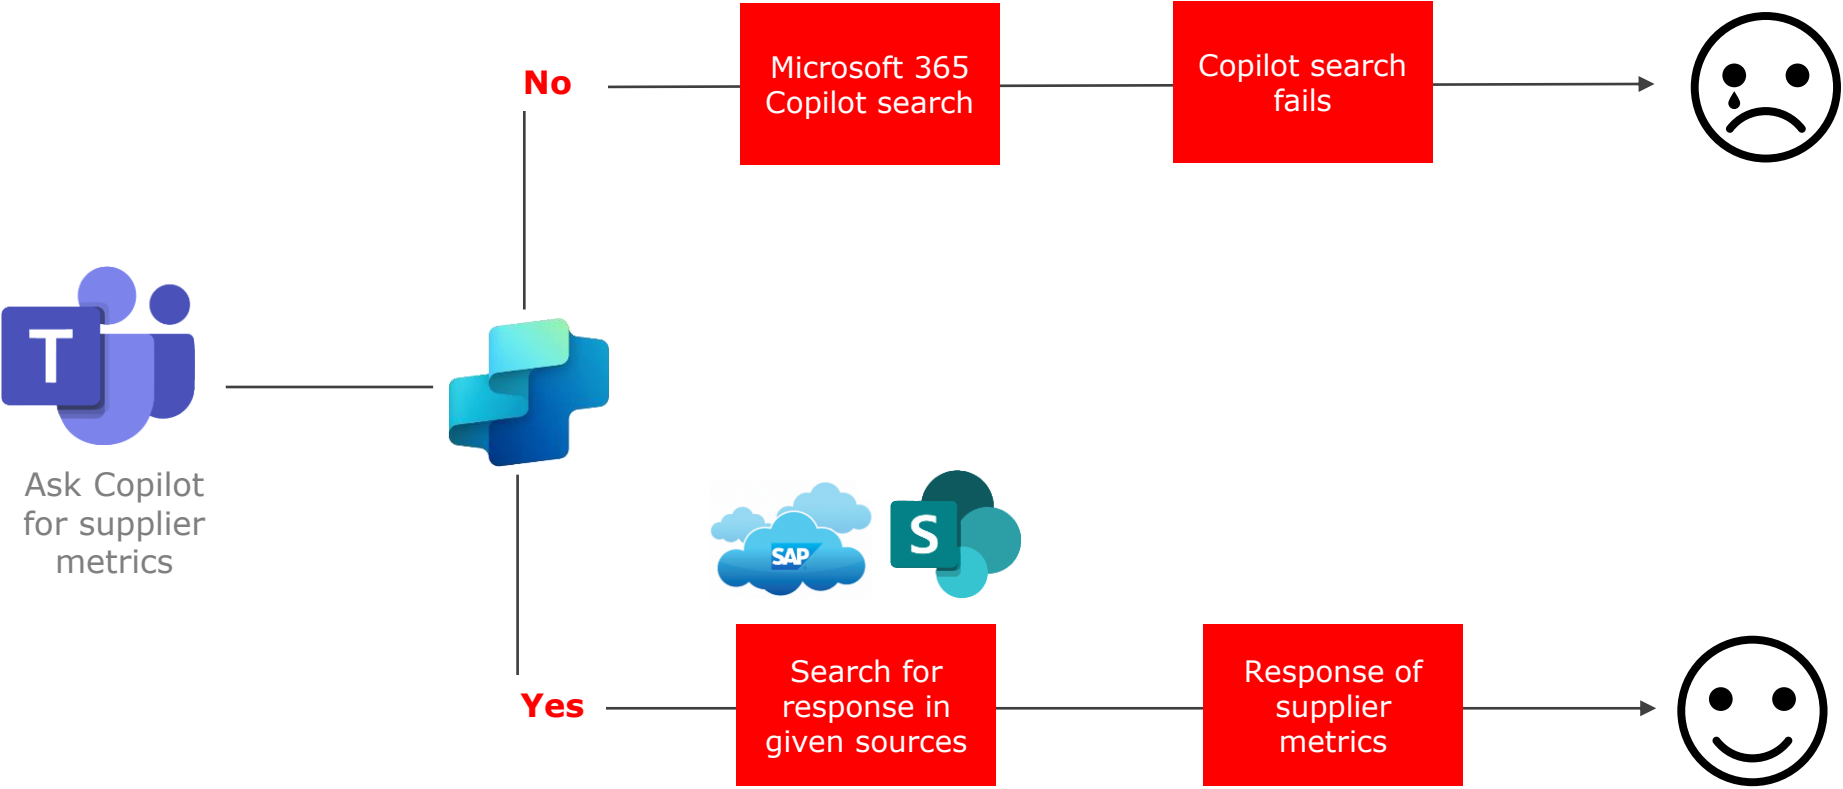 No
Microsoft 365
Copilot search
Copilot search
fails
T
Ask Copilot
for supplier
metrics
SAP
S
Yes
Search for
response in
given sources
Response of
supplier
metrics